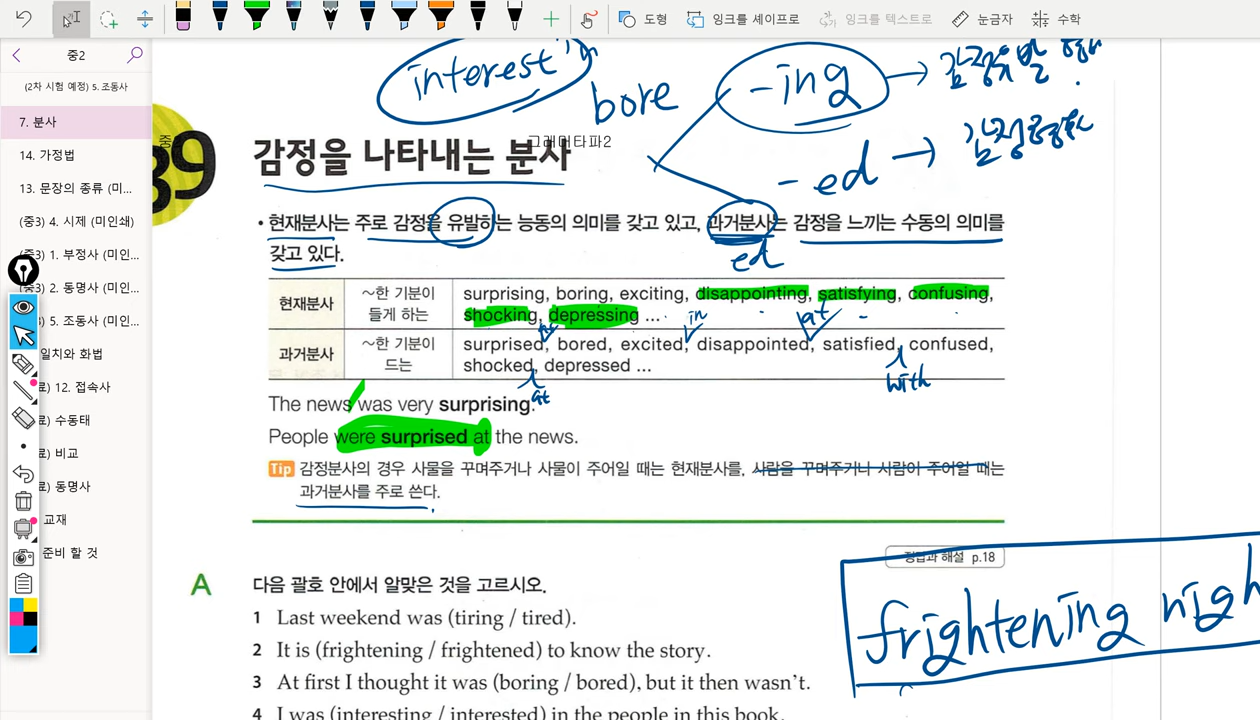 도형
잉크를 셰이프로
잉크를 텍스트로
눈금자
수학
중2
(2차 시험 예정) 5. 조동사
7. 분사
14. 가정법
13. 문장의 종류 (미...
(중3) 4. 시제 (미인쇄)
(중3) 1. 부정사 (미인...
(중3) 2. 동명사 (미인...
5. 조동사 (미인...
일치와 화법
료) 12. 접속사
료) 수동태
료) 비교
료) 동명사
교재
준비 할 것
interest
bore
-ing
-ed
중2
그래머타파2
39 감정을 나타내는 분사
• 현재분사는 주로 감정을 유발하는 능동의 의미를 갖고 있고, 과거분사는 감정을 느끼는 수동의 의미를
갖고 있다.
ed
현재분사 ~한 기분이 들게 하는 surprising, boring, exciting, disappointing, satisfying, confusing,
shocking, depressing ...
in
at
과거분사 ~한 기분이 드는 surprised, bored, excited, disappointed, satisfied, confused,
shocked, depressed ...
at
with
The news was very surprising.
People were surprised at the news.
Tip 감정분사의 경우 사물을 꾸며주거나 사물이 주어일 때는 현재분사를, 사람을 꾸며주거나 사람이 주어일 때는
과거분사를 주로 쓴다.
정답과 해설 p.18
frightening nigh
A 다음 괄호 안에서 알맞은 것을 고르시오.
1 Last weekend was (tiring / tired).
2 It is (frightening / frightened) to know the story.
3 At first I thought it was (boring / bored), but it then wasn't.
4 I was (interesting / interested) in the people in this book.